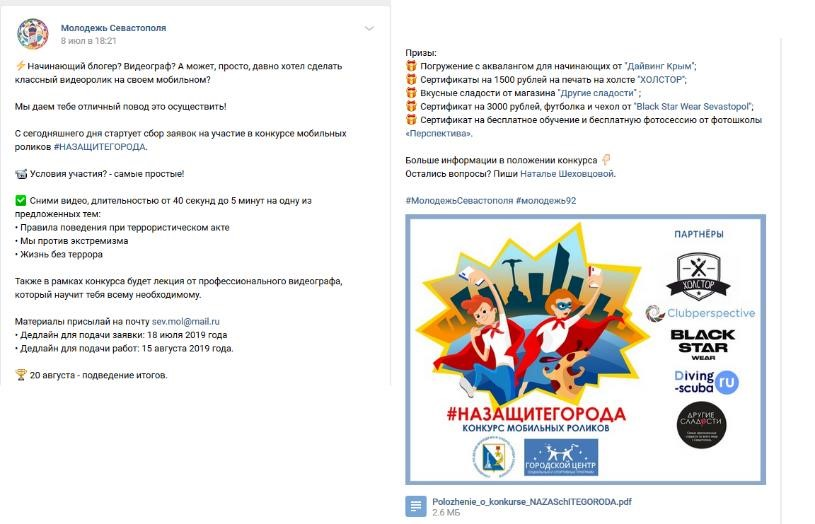 Молодежь Севастополя
8 июл в 18:21
⚡Начинающий блогер? Видеограф? А может, просто, давно хотел сделать
классный видеоролик на своем мобильном?
Мы даем тебе отличный повод это осуществить!
С сегодняшнего дня стартует сбор заявок на участие в конкурсе мобильных
роликов #НАЗАЩИТЕГОРОДА.
📹 Условия участия? - самые простые!
✅ Сними видео, длительностью от 40 секунд до 5 минут на одну из
предложенных тем:
• Правила поведения при террористическом акте
• Мы против экстремизма
• Жизнь без террора
Также в рамках конкурса будет лекция от профессионального видеографа,
который научит тебя всему необходимому.
Материалы присылай на почту sev.mol@mail.ru
• Дедлайн для подачи заявки: 18 июля 2019 года
• Дедлайн для подачи работ: 15 августа 2019 года.
🏆 20 августа - подведение итогов.
Призы:
🎁 Погружение с аквалангом для начинающих от "Дайвинг Крым";
🎁 Сертификаты на 1500 рублей на печать на холсте "ХОЛСТОР";
🎁 Вкусные сладости от магазина "Другие сладости" ;
🎁 Сертификат на 3000 рублей, футболка и чехол от "Black Star Wear Sevastopol";
🎁 Сертификат на бесплатное обучение и бесплатную фотосессию от фотошколы
«Перспектива».
Больше информации в положении конкурса 👇
Остались вопросы? Пиши Наталье Шеховцовой.
#МолодежьСевастополя #молодежь92
ПАРТНЁРЫ
ХОЛСТОР
Clubperspective
BLACK
STAR
WEAR
Diving
-scuba ru
ДРУГИЕ
СЛАДОСТИ
#НАЗАЩИТЕГОРОДА
КОНКУРС МОБИЛЬНЫХ РОЛИКОВ
ГОРОДСКОЙ ЦЕНТР
Polozhenie_o_konkurse_NAZASchITEGORODA.pdf
2.6 МБ